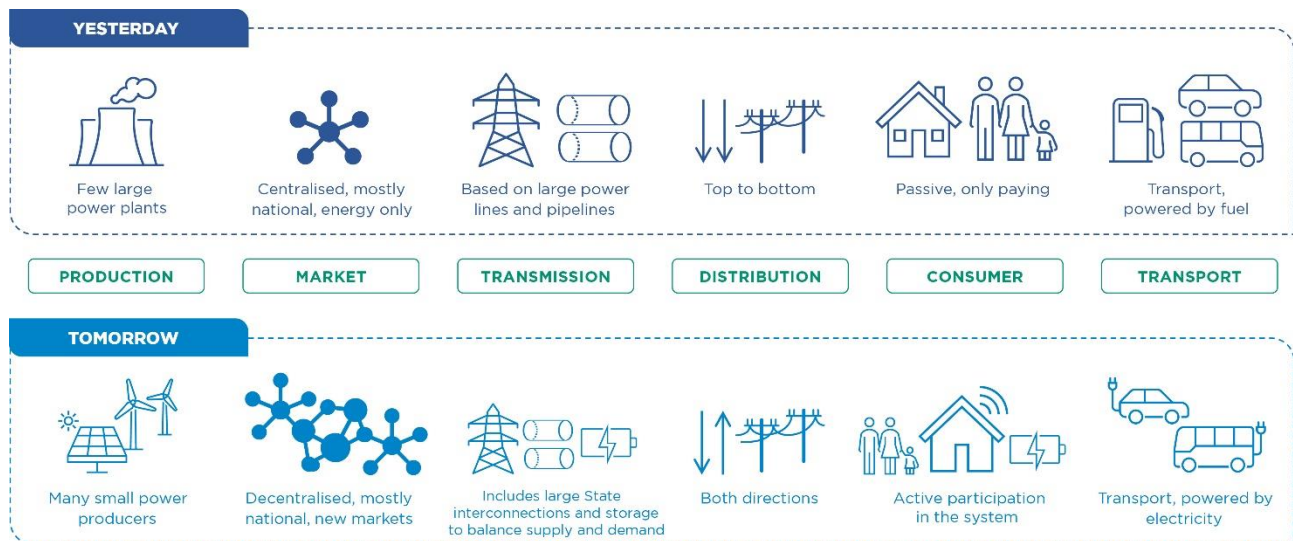 YESTERDAY
Few large
power plants
Centralised, mostly
national, energy only
Based on large power
lines and pipelines
Top to bottom
Passive, only paying
Transport,
powered by fuel
PRODUCTION
MARKET
TRANSMISSION
DISTRIBUTION
CONSUMER
TRANSPORT
TOMORROW
Many small power
producers
Decentralised, mostly
national, new markets
Includes large State
interconnections and storage
to balance supply and demand
Both directions
Active participation
in the system
Transport, powered by
electricity